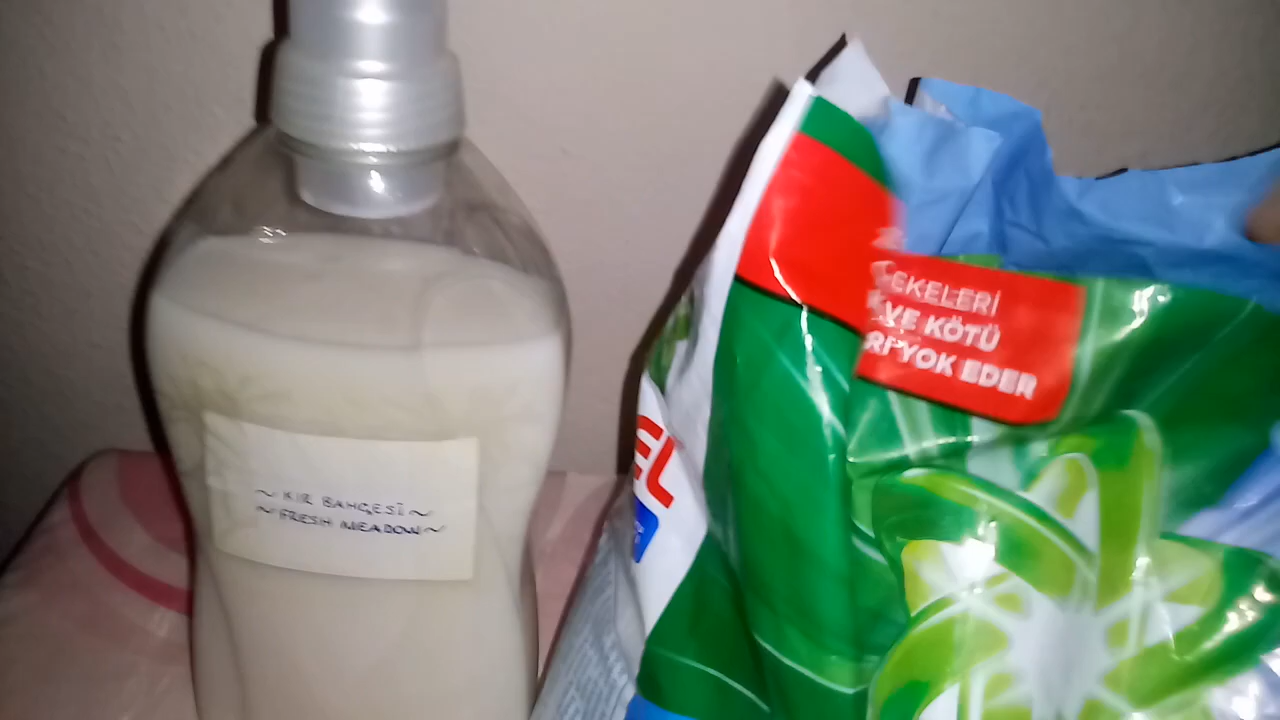 ~ KIR BAHÇESİ ~
~ FRESH MEADOW ~
EKELERİ
VE KÖTÜ
YOK EDER
EL